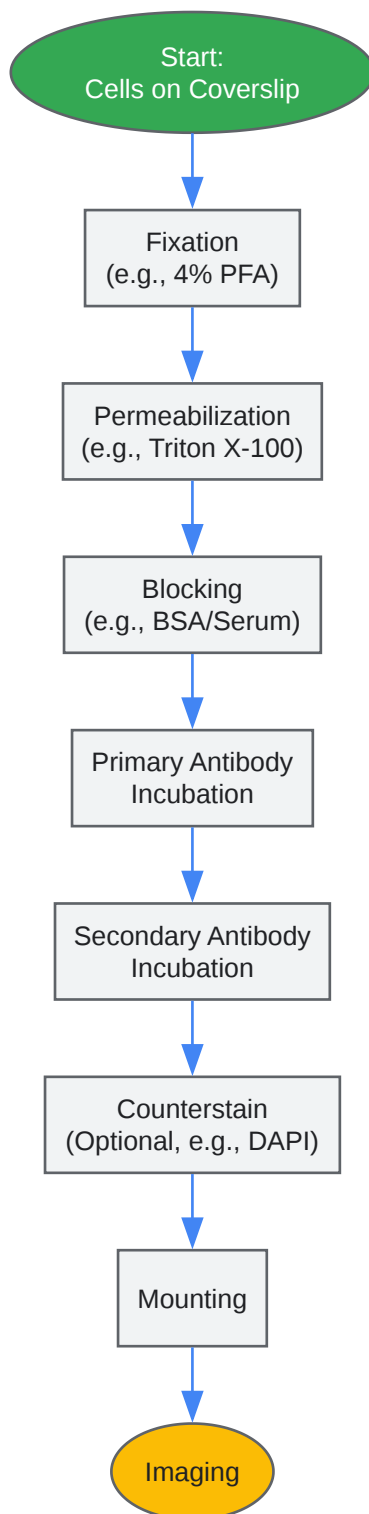 Start:
Cells on Coverslip
Fixation
(e.g., 4% PFA)
Permeabilization
(e.g., Triton X-100)
Blocking
(e.g., BSA/Serum)
Primary Antibody
Incubation
Secondary Antibody
Incubation
Counterstain
(Optional, e.g., DAPI)
Mounting
Imaging